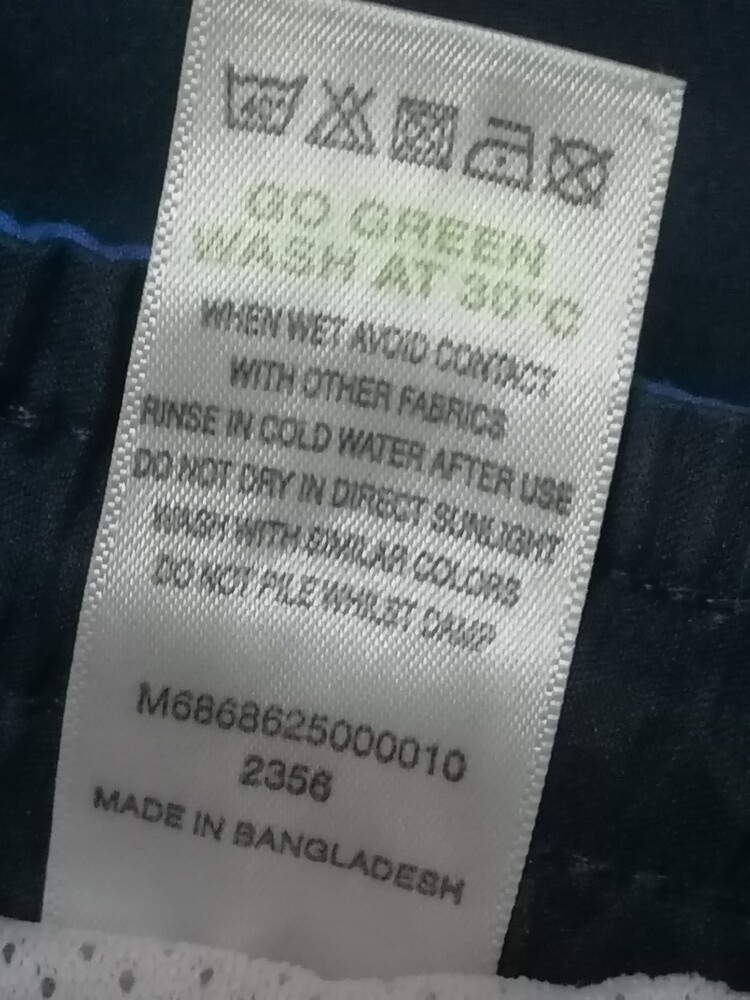 40°
GO GREEN
WASH AT 30°C
WHEN WET AVOID CONTACT
WITH OTHER FABRICS
RINSE IN COLD WATER AFTER USE
DO NOT DRY IN DIRECT SUNLIGHT
WASH WITH SIMILAR COLORS
DO NOT PILE WHILST DAMP
M6868625000010
2356
MADE IN BANGLADESH